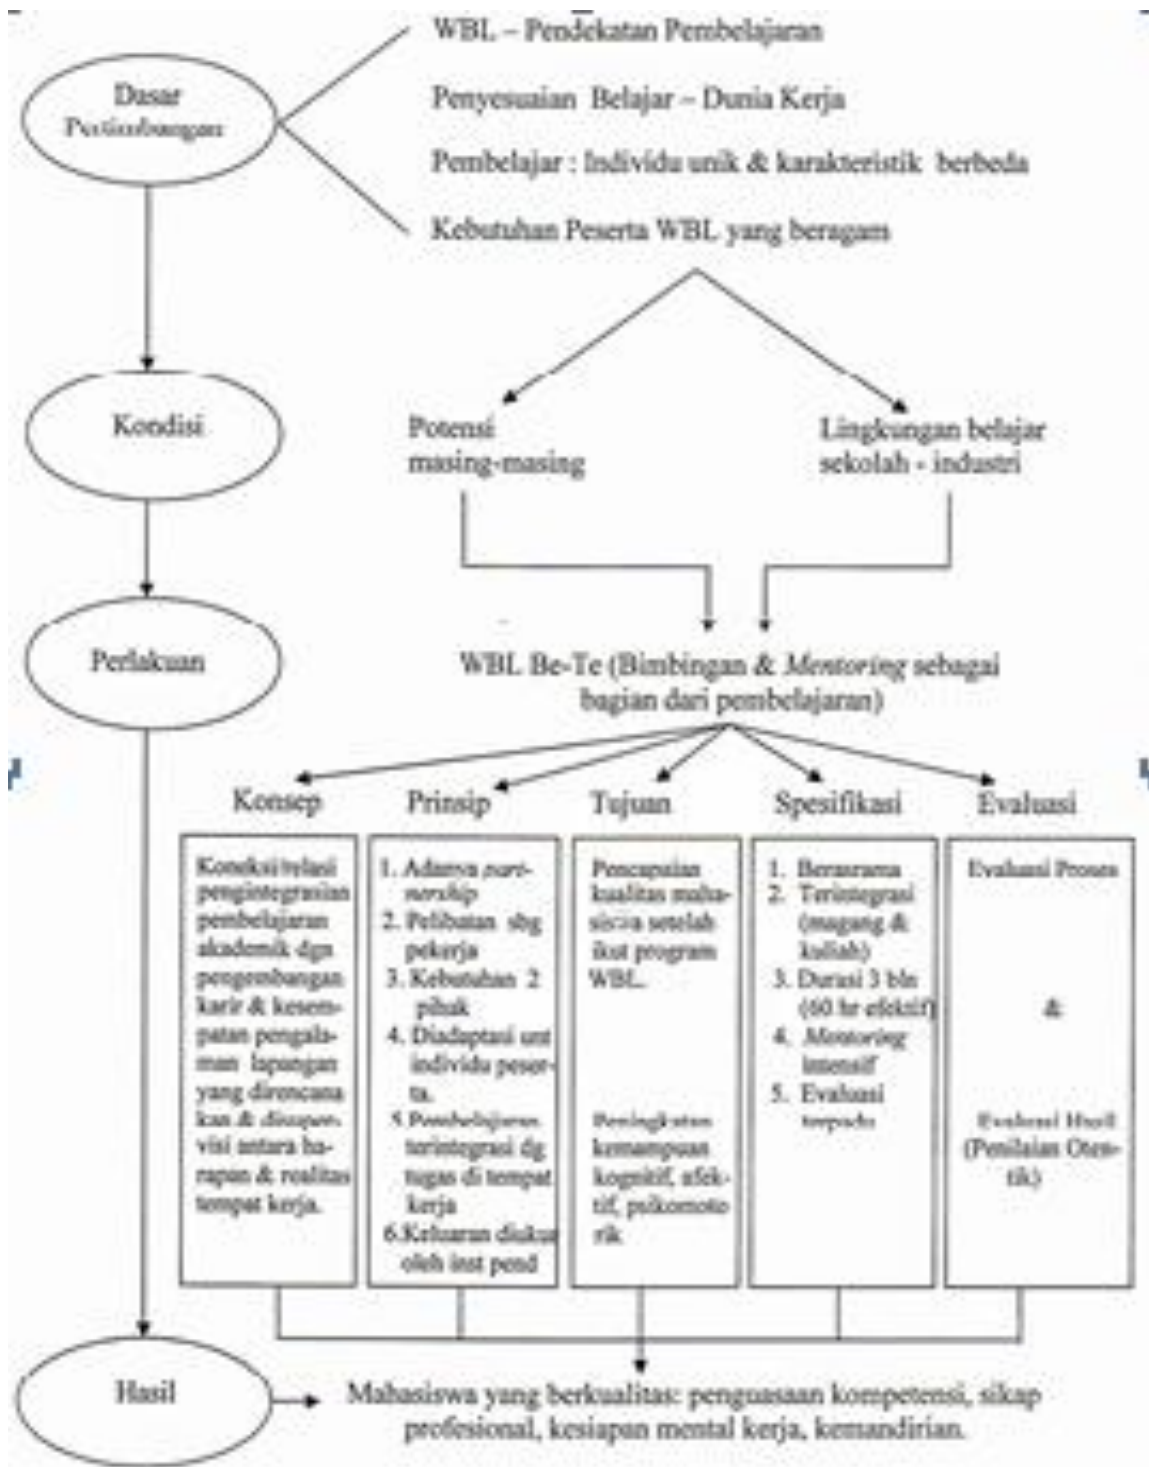 WBL – Pendekatan Pembelajaran
Dasar
Pertimbangan
Penyesuaian Belajar – Dunia Kerja
Pembelajar : Individu unik & karakteristik berbeda
Kebutuhan Peserta WBL yang beragam
Kondisi
Potensi
masing-masing
Lingkungan belajar
sekolah - industri
Perlakuan
WBL Be-Te (Bimbingan & Mentoring sebagai
bagian dari pembelajaran)
Konsep
Koneksi/relasi
pengintegrasian
pembelajaran
akademik dgn
pengembangan
karir & kesem-
patan pengala-
man lapangan
yang direncana
kan & disuper-
visi antara ha-
rapan & realitas
tempat kerja.
Prinsip
1. Adanya part-
nership
2. Pelibatan sbg
pekerja
3. Kebutuhan 2
pihak
4. Diadaptasi unt
individu peser-
ta.
5. Pembelajaran
terintegrasi dg
tugas di tempat
kerja
6.Keluaran diukur
oleh inst pend
Tujuan
Pencapaian
kualitas maha-
siswa setelah
ikut program
WBL.
Peningkatan
kemampuan
kognitif, afek-
tif, psikomoto
rik
Spesifikasi
1. Berasrama
2. Terintegrasi
(magang &
kuliah)
3. Durasi 3 bln
(60 hr efektif)
4. Mentoring
intensif
5. Evaluasi
terpadu
Evaluasi
Evaluasi Proses
&
Evaluasi Hasil
(Penilaian Oten-
tik)
Hasil
Mahasiswa yang berkualitas: penguasaan kompetensi, sikap
profesional, kesiapan mental kerja, kemandirian.